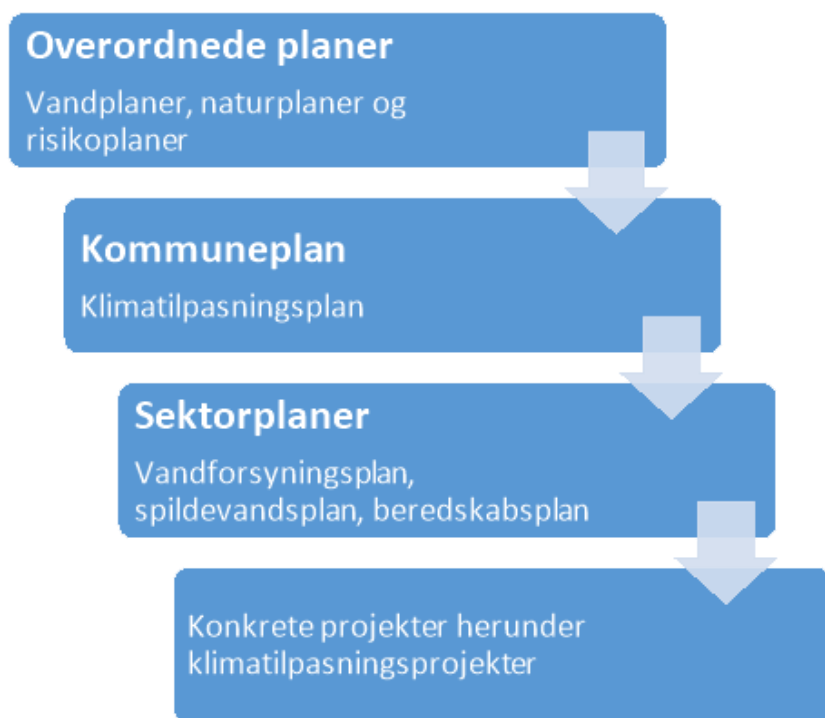 Overordnede planer
Vandplaner, naturplaner og
risikoplaner
Kommuneplan
Klimatilpasningsplan
Sektorplaner
Vandforsyningsplan,
spildevandsplan, beredskabsplan
Konkrete projekter herunder
klimatilpasningsprojekter